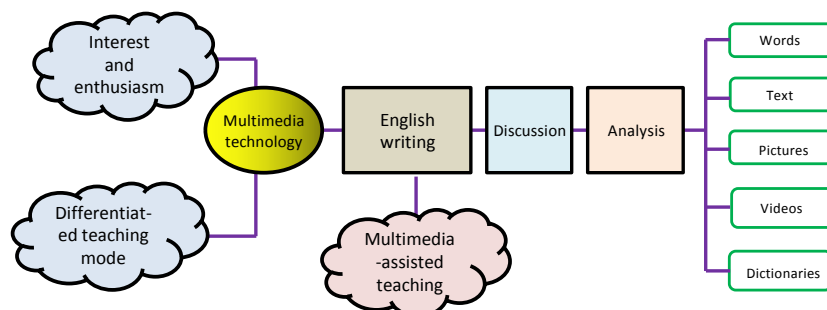 Interest
and
enthusiasm
Differentiat-
ed teaching
mode
Multimedia
technology
English
writing
Multimedia
-assisted
teaching
Discussion
Analysis
Words
Text
Pictures
Videos
Dictionaries